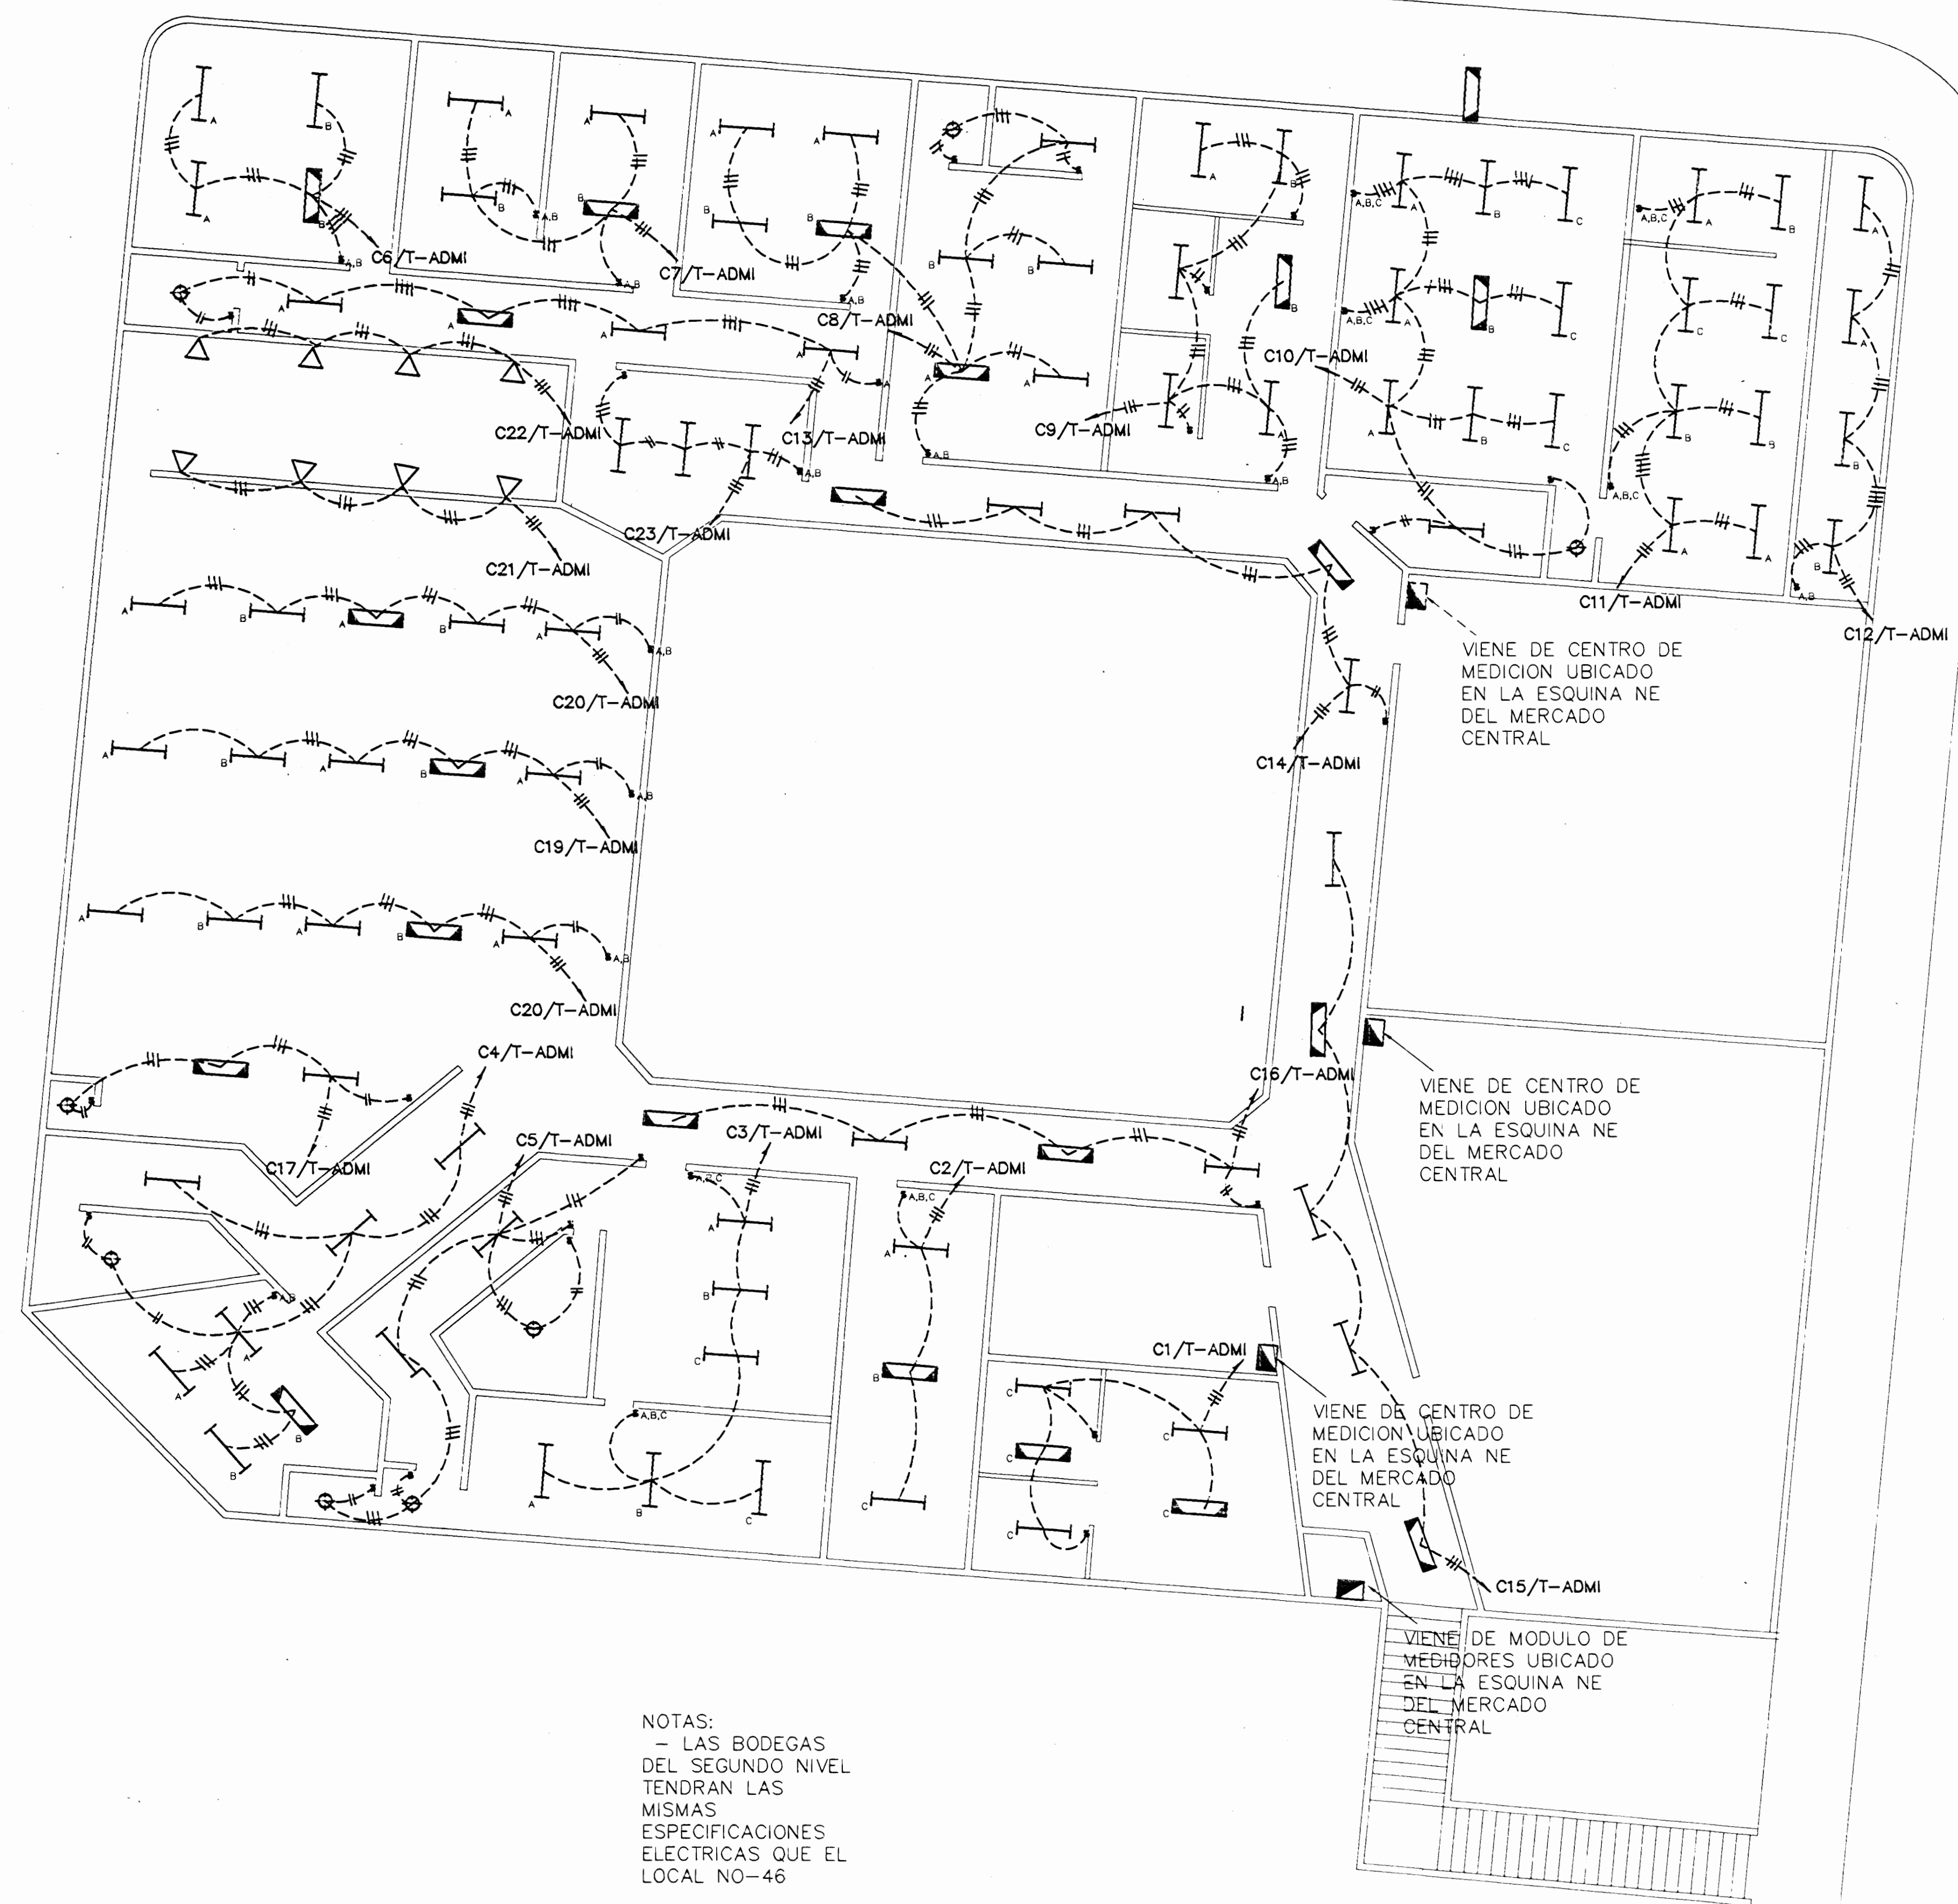 C6/T-ADMI
C7/T-ADMI
C8/T-ADMI
C10/T-ADMI
C22/T-ADMI
C13/T-ADMI
C9/T-ADMI
C23/T-ADMI
C21/T-ADMI
C11/T-ADMI
C12/T-ADMI
VIENE DE CENTRO DE
MEDICION UBICADO
EN LA ESQUINA NE
DEL MERCADO
CENTRAL
C20/T-ADMI
C14/T-ADMI
C19/T-ADMI
C20/T-ADMI
C4/T-ADMI
C16/T-ADMI
VIENE DE CENTRO DE
MEDICION UBICADO
EN LA ESQUINA NE
DEL MERCADO
CENTRAL
C5/T-ADMI
C3/T-ADMI
C17/T-ADMI
C2/T-ADMI
C1/T-ADMI
VIENE DE CENTRO DE
MEDICION UBICADO
EN LA ESQUINA NE
DEL MERCADO
CENTRAL
C15/T-ADMI
VIENE DE MODULO DE
MEDIDORES UBICADO
EN LA ESQUINA NE
DEL MERCADO
CENTRAL
NOTAS:
- LAS BODEGAS
DEL SEGUNDO NIVEL
TENDRAN LAS
MISMAS
ESPECIFICACIONES
ELECTRICAS QUE EL
LOCAL NO-46